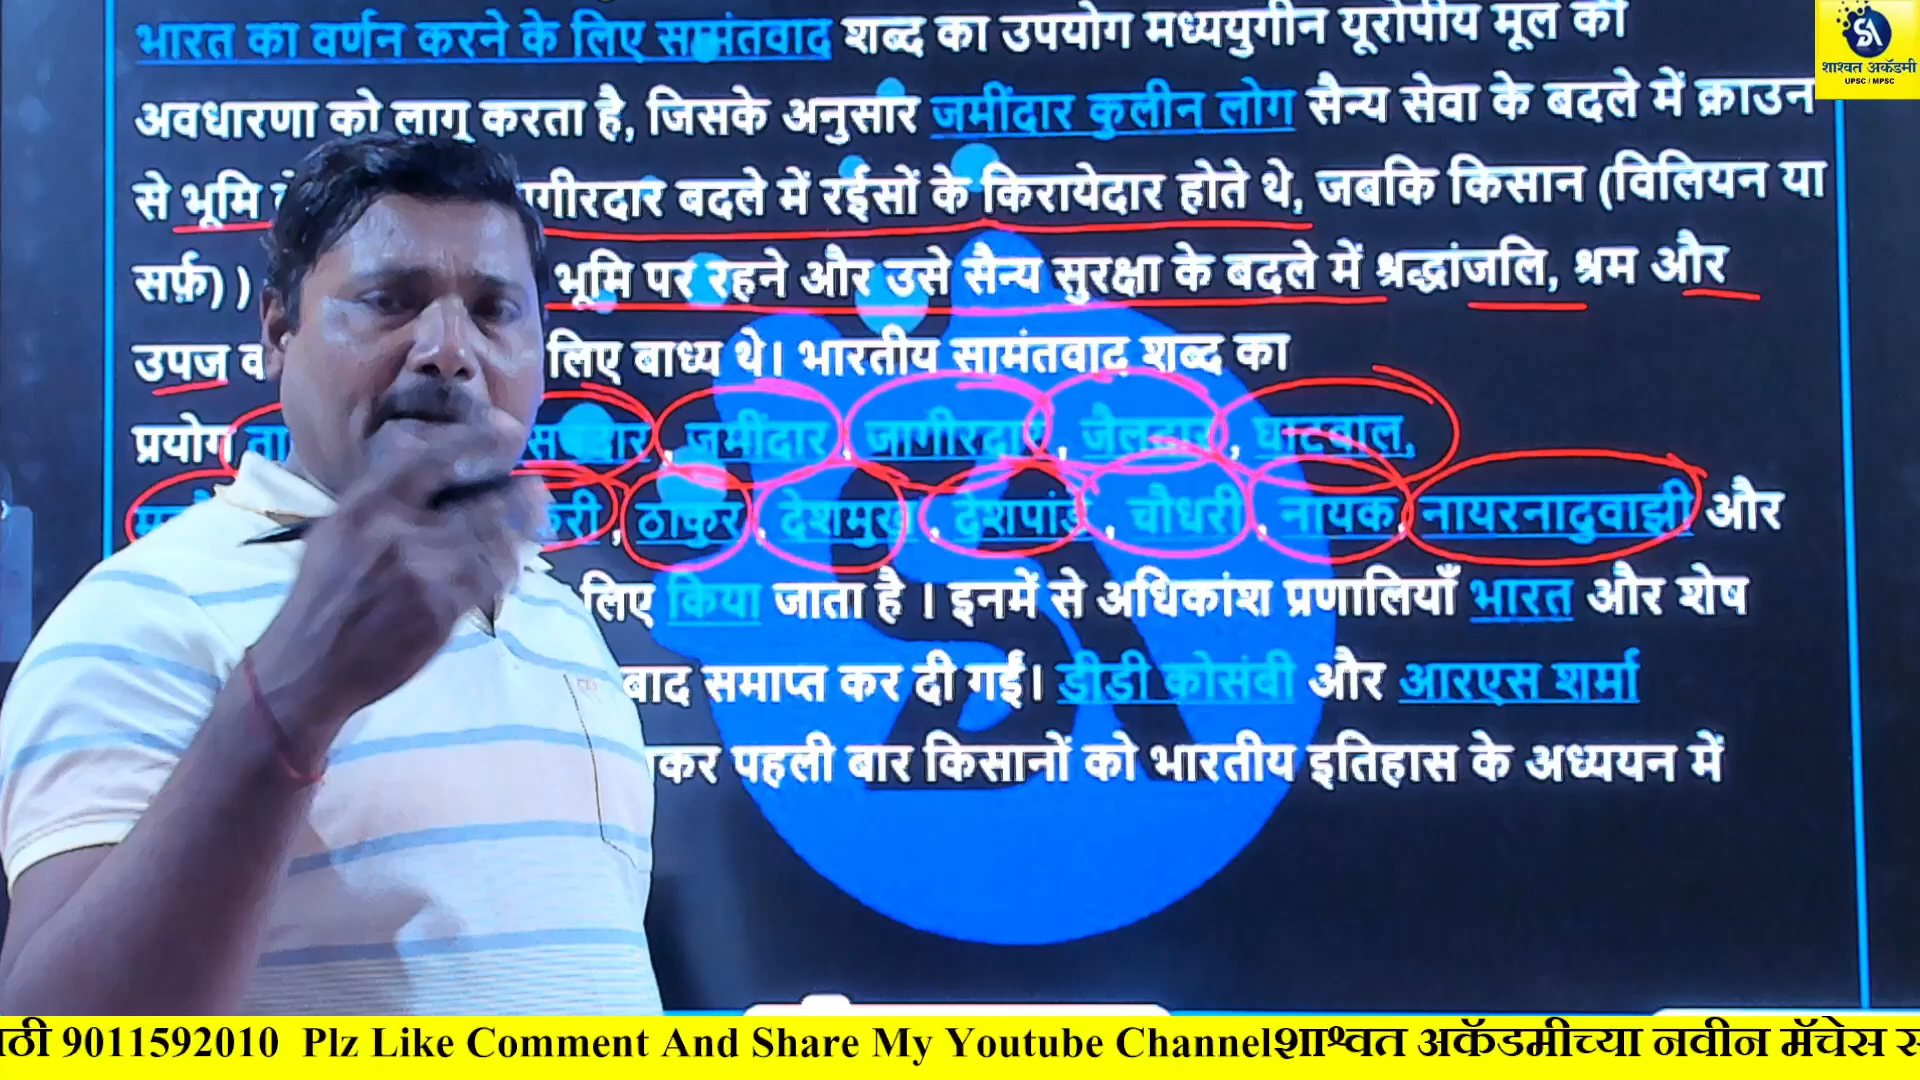 भारत का वर्णन करने के लिए सामंतवाद शब्द का उपयोग मध्ययुगीन यूरोपीय मूल की
अवधारणा को लागू करता है, जिसके अनुसार जमींदार कुलीन लोग सैन्य सेवा के बदले में क्राउन
से भूमि गीरदार बदले में रईसों के किरायेदार होते थे, जबकि किसान (विलियन या
सर्फ़)) भूमि पर रहने और उसे सैन्य सुरक्षा के बदले में श्रद्धांजलि, श्रम और
उपज लिए बाध्य थे। भारतीय सामंतवाद शब्द का
प्रयोग सबदार, जमींदार, जागीरदार, जैलदार, घाटवाल,
करी, ठाकुर, देशमुख, देशपांडे, चौधरी, नायक, नायरनादुवाझी और
लिए किया जाता है । इनमें से अधिकांश प्रणालियाँ भारत और शेष
बाद समाप्त कर दी गईं। डीडी कोसंबी और आरएस शर्मा
कर पहली बार किसानों को भारतीय इतिहास के अध्ययन में
SA
शाश्वत अकॅडमी
UPSC / MPSC
ाठी 9011592010 Plz Like Comment And Share My Youtube Channelशाश्वत अकॅडमीच्या नवीन मॅचेस स